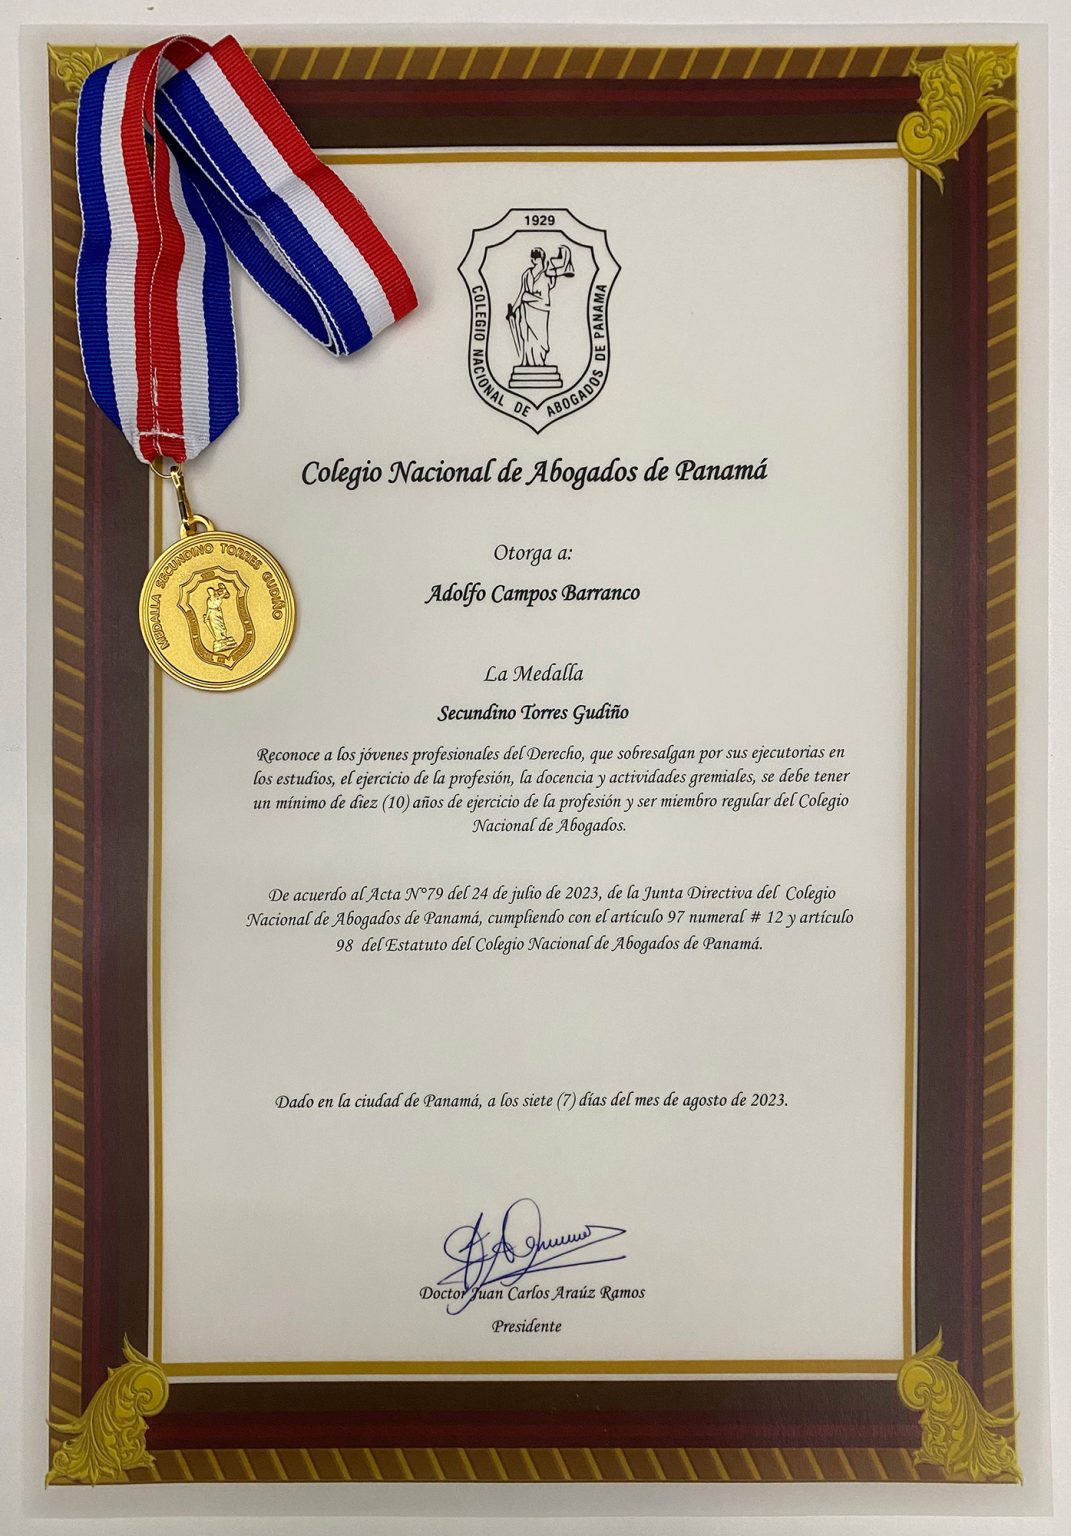 1929
COLEGIO NACIONAL DE ABOGADOS DE PANAMA
Colegio Nacional de Abogados de Panamá
Otorga a:
Adolfo Campos Barranco
MEDALLA SECUNDINO TORRES GUDIÑO
La Medalla
Secundino Torres Gudiño
Reconoce a los jóvenes profesionales del Derecho, que sobresalgan por sus ejecutorias en
los estudios, el ejercicio de la profesión, la docencia y actividades gremiales, se debe tener
un mínimo de diez (10) años de ejercicio de la profesión y ser miembro regular del Colegio
Nacional de Abogados.
De acuerdo al Acta N°79 del 24 de julio de 2023, de la Junta Directiva del Colegio
Nacional de Abogados de Panamá, cumpliendo con el artículo 97 numeral # 12 y artículo
98 del Estatuto del Colegio Nacional de Abogados de Panamá.
Dado en la ciudad de Panamá, a los siete (7) días del mes de agosto de 2023.
Doctor Juan Carlos Araúz Ramos
Presidente